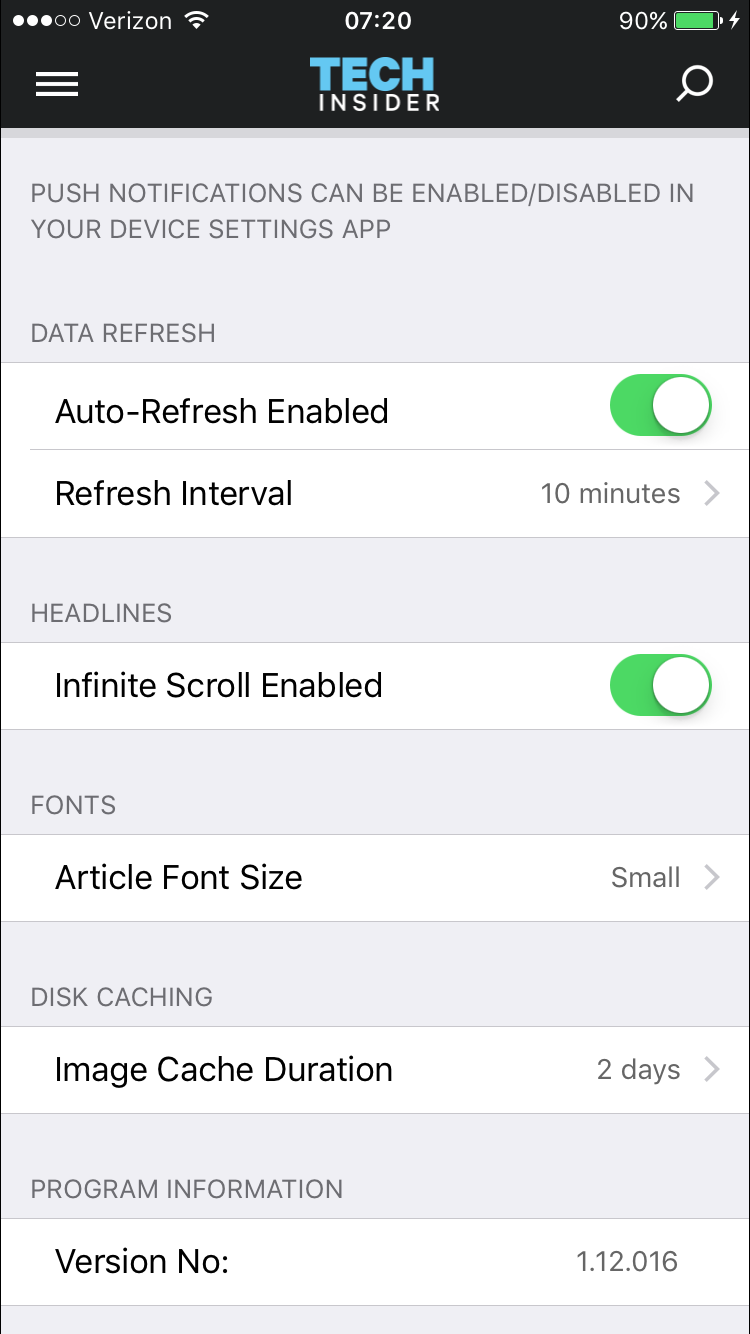 Verizon 07:20 90%
TECH
INSIDER
PUSH NOTIFICATIONS CAN BE ENABLED/DISABLED IN
YOUR DEVICE SETTINGS APP
DATA REFRESH
Auto-Refresh Enabled
Refresh Interval 10 minutes
HEADLINES
Infinite Scroll Enabled
FONTS
Article Font Size Small
DISK CACHING
Image Cache Duration 2 days
PROGRAM INFORMATION
Version No: 1.12.016